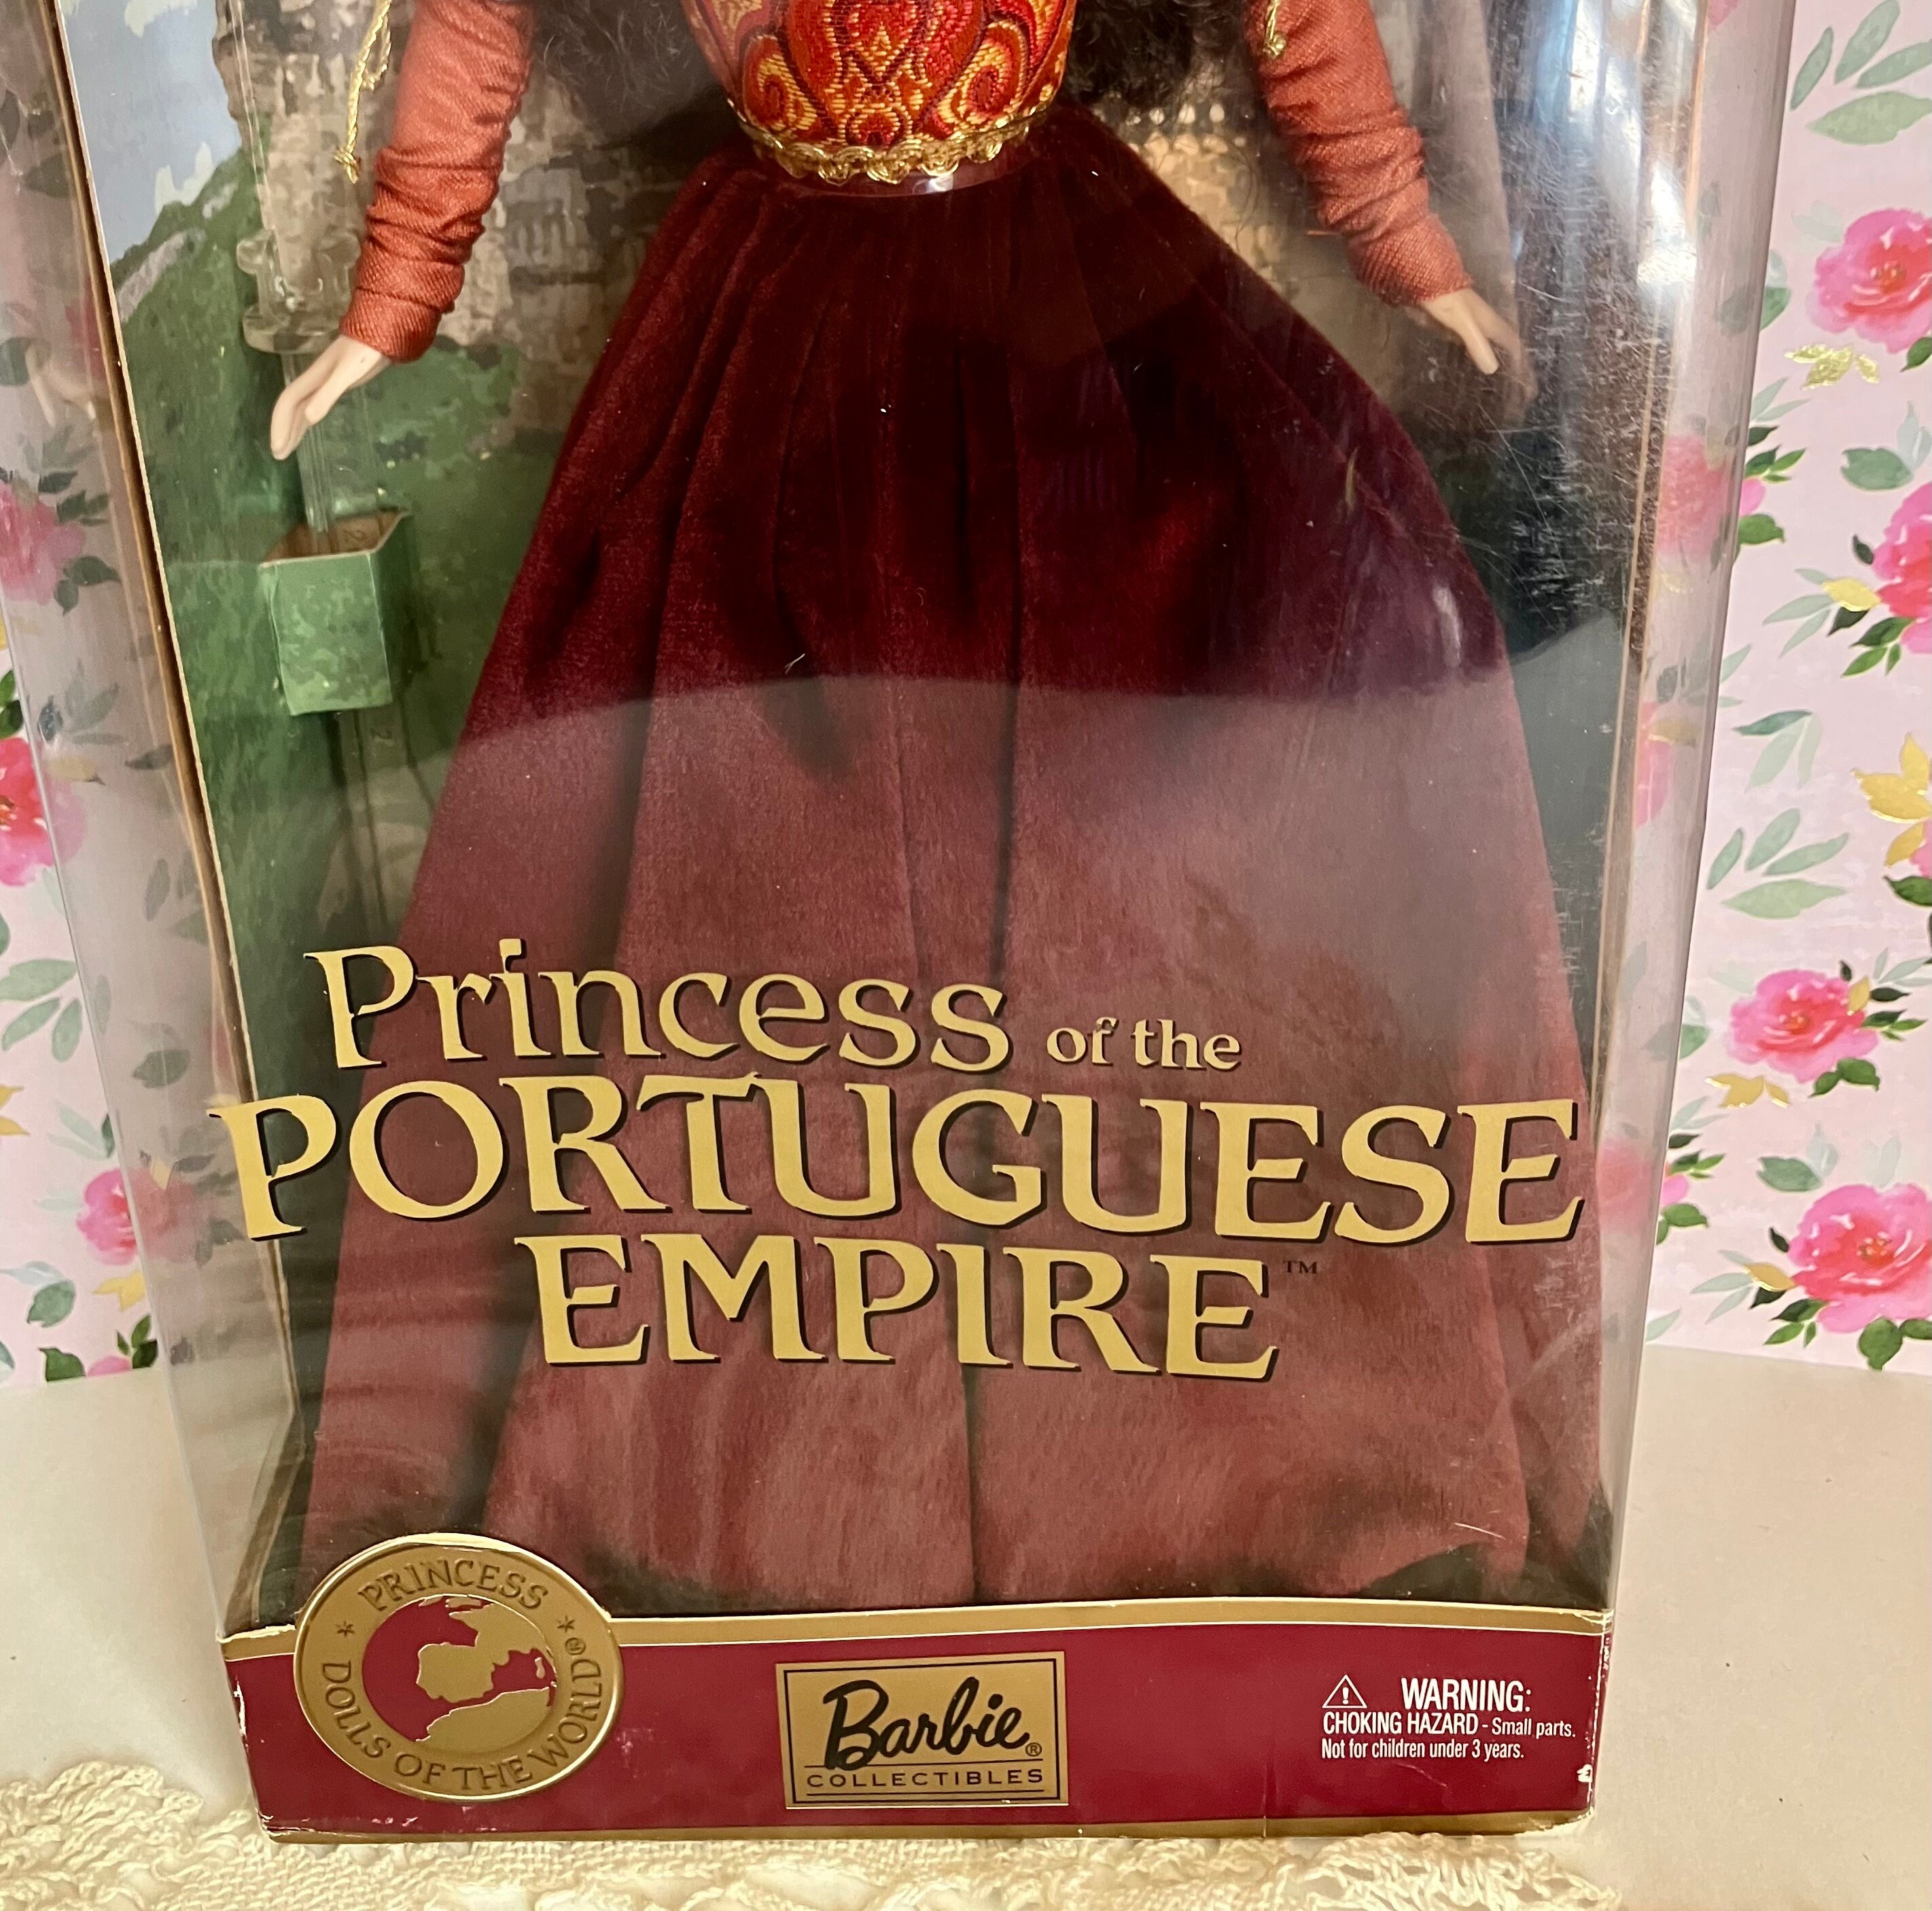 Princess of the
PORTUGUESE
EMPIRE™
PRINCESS
* DOLLS OF THE WORLD® *
Barbie®
COLLECTIBLES
WARNING:
CHOKING HAZARD - Small parts.
Not for children under 3 years.